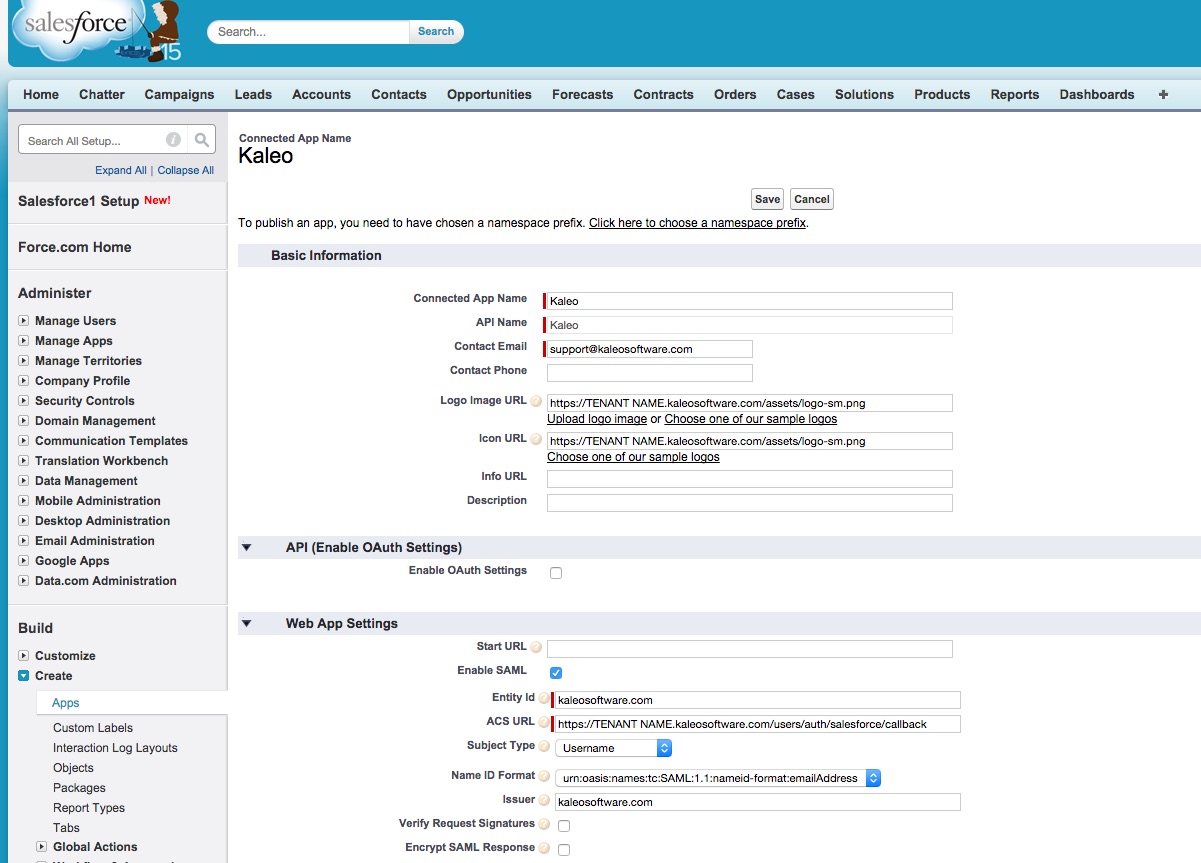 salesforce
15
Search...
Search
Home Chatter Campaigns Leads Accounts Contacts Opportunities Forecasts Contracts Orders Cases Solutions Products Reports Dashboards +
Search All Setup...
i
Expand All | Collapse All
Salesforce1 Setup New!
Force.com Home
Administer
Manage Users
Manage Apps
Manage Territories
Company Profile
Security Controls
Domain Management
Communication Templates
Translation Workbench
Data Management
Mobile Administration
Desktop Administration
Email Administration
Google Apps
Data.com Administration
Build
Customize
Create
Apps
Custom Labels
Interaction Log Layouts
Objects
Packages
Report Types
Tabs
Global Actions
Connected App Name
Kaleo
Save Cancel
To publish an app, you need to have chosen a namespace prefix. Click here to choose a namespace prefix.
Basic Information
Connected App Name Kaleo
API Name Kaleo
Contact Email support@kaleosoftware.com
Contact Phone
Logo Image URL ? https://TENANT NAME.kaleosoftware.com/assets/logo-sm.png
Upload logo image or Choose one of our sample logos
Icon URL ? https://TENANT NAME.kaleosoftware.com/assets/logo-sm.png
Choose one of our sample logos
Info URL
Description
API (Enable OAuth Settings)
Enable OAuth Settings
Web App Settings
Start URL ?
Enable SAML
Entity Id ? kaleosoftware.com
ACS URL ? https://TENANT NAME.kaleosoftware.com/users/auth/salesforce/callback
Subject Type ? Username
Name ID Format ? urn:oasis:names:tc:SAML:1.1:nameid-format:emailAddress
Issuer ? kaleosoftware.com
Verify Request Signatures ?
Encrypt SAML Response ?